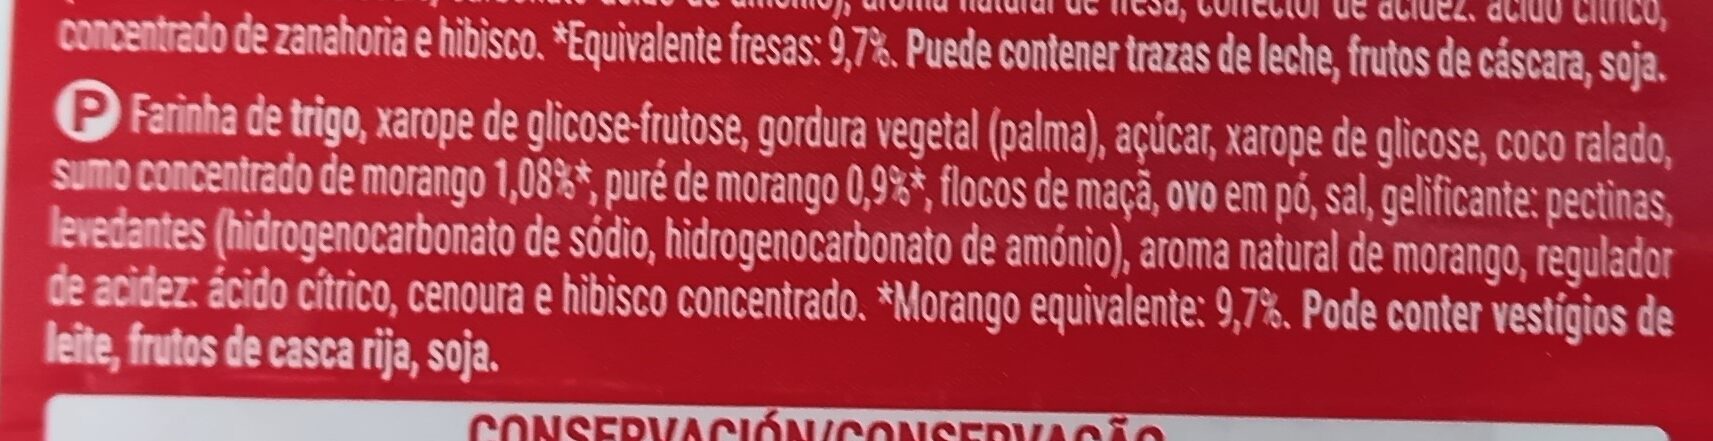 concentrado de zanahoria e hibisco. *Equivalente fresas: 9,7%. Puede contener trazas de leche, frutos de cáscara, soja.
P Farinha de trigo, xarope de glicose-frutose, gordura vegetal (palma), açúcar, xarope de glicose, coco ralado,
sumo concentrado de morango 1,08%*, puré de morango 0,9%*, flocos de maçã, ovo em pó, sal, gelificante: pectinas,
levedantes (hidrogenocarbonato de sódio, hidrogenocarbonato de amónio), aroma natural de morango, regulador
de acidez: ácido cítrico, cenoura e hibisco concentrado. *Morango equivalente: 9,7%. Pode conter vestígios de
leite, frutos de casca rija, soja.
CONSERVACIÓN/CONSERVAÇÃO